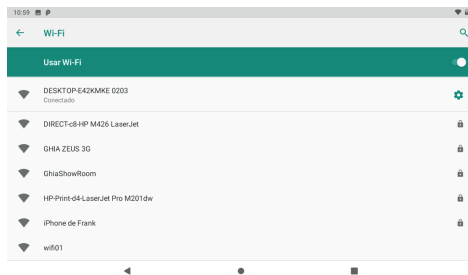 10:59
Wi-Fi
Usar Wi-Fi
DESKTOP-E42KMKE 0203
Conectado
DIRECT-c8-HP M426 LaserJet
GHIA ZEUS 3G
GhiaShowRoom
HP-Print-d4-LaserJet Pro M201dw
iPhone de Frank
wifi01